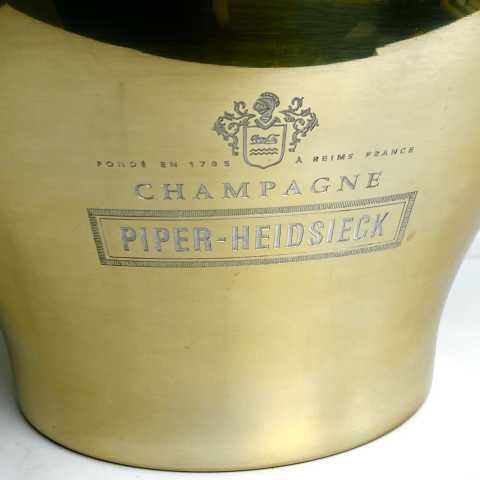 FONDÉ EN 1785 À REIMS FRANCE
CHAMPAGNE
PIPER-HEIDSIECK